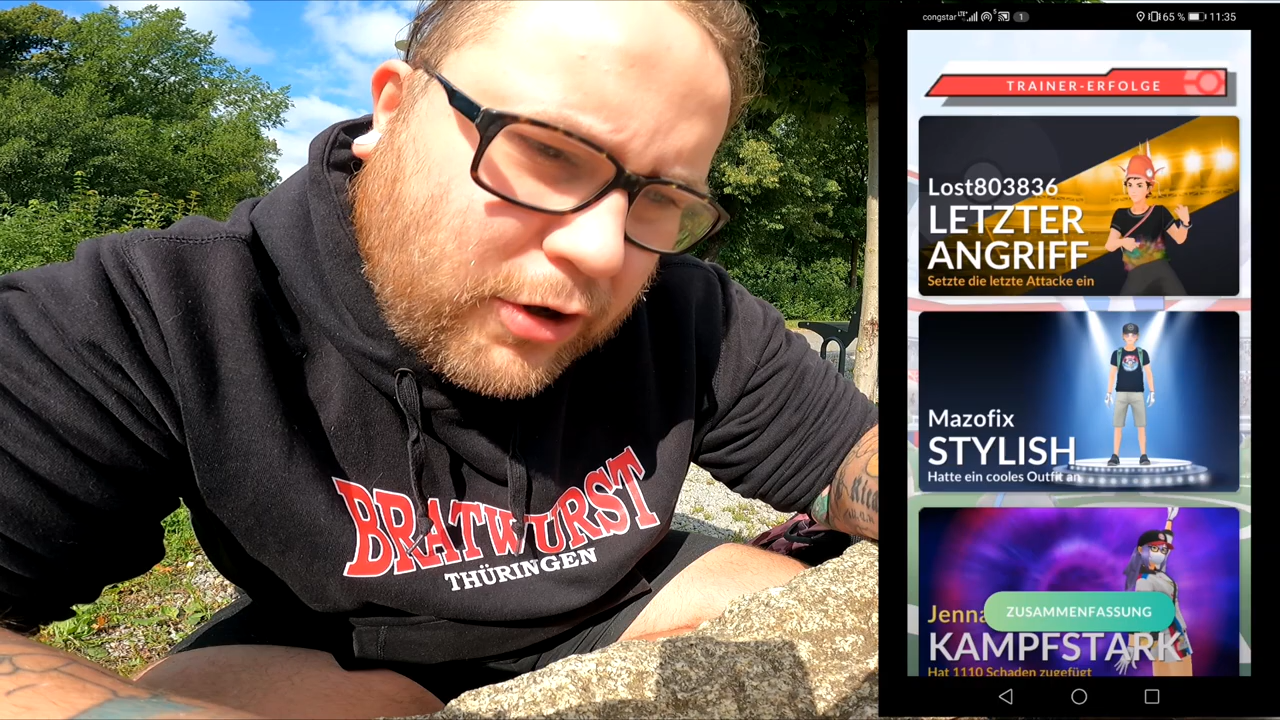 BRATWURST
THÜRINGEN
congstar
1
65 % 11:35
TRAINER-ERFOLGE
Lost803836
LETZTER
ANGRIFF
Setzte die letzte Attacke ein
Mazofix
STYLISH
Hatte ein cooles Outfit an
Jenna
ZUSAMMENFASSUNG
KAMPFSTARK
Hat 1110 Schaden zugefügt